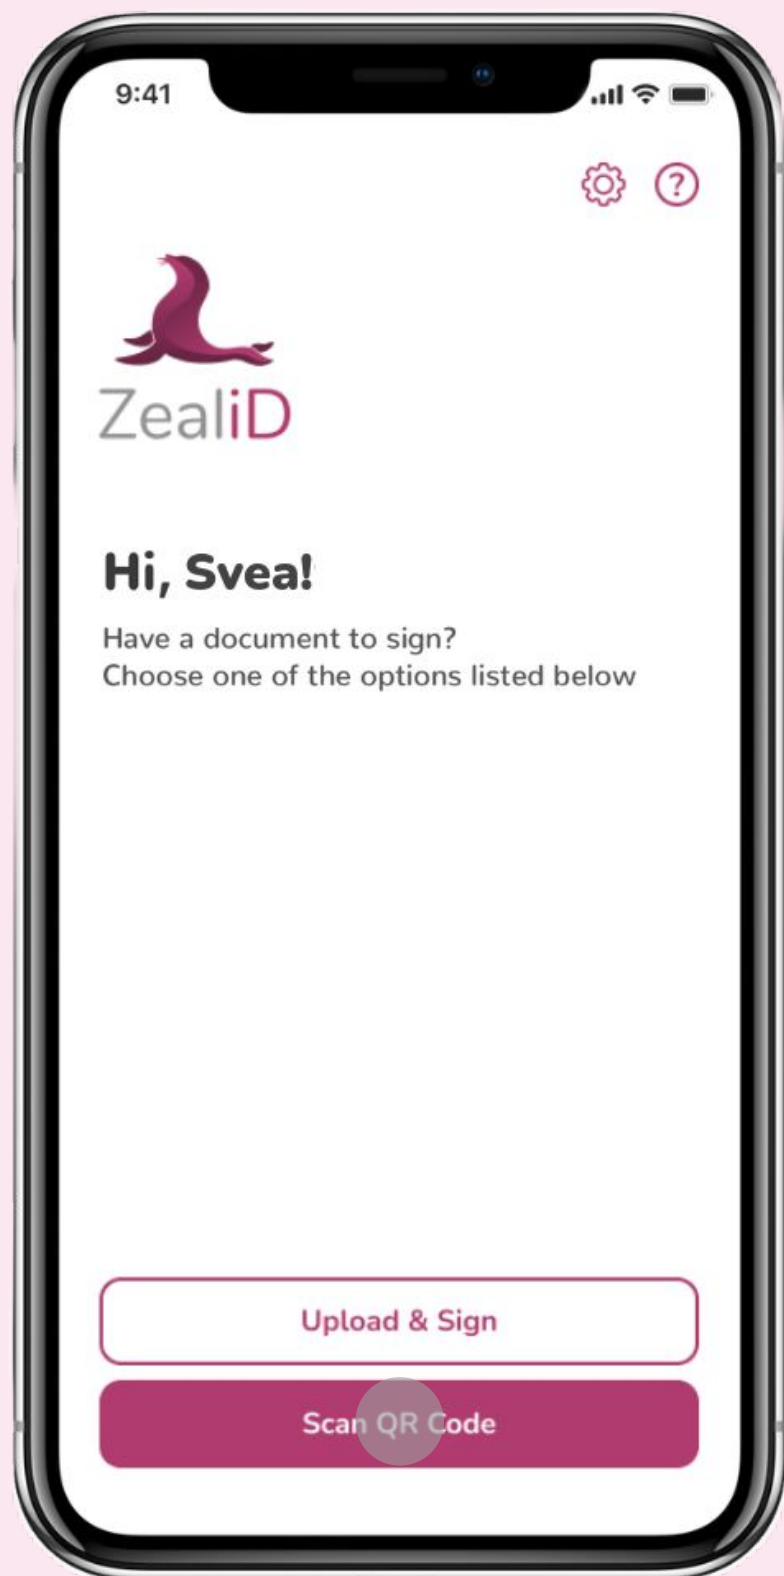 9:41
ZealiD
Hi, Svea!
Have a document to sign?
Choose one of the options listed below
Upload & Sign
Scan QR Code